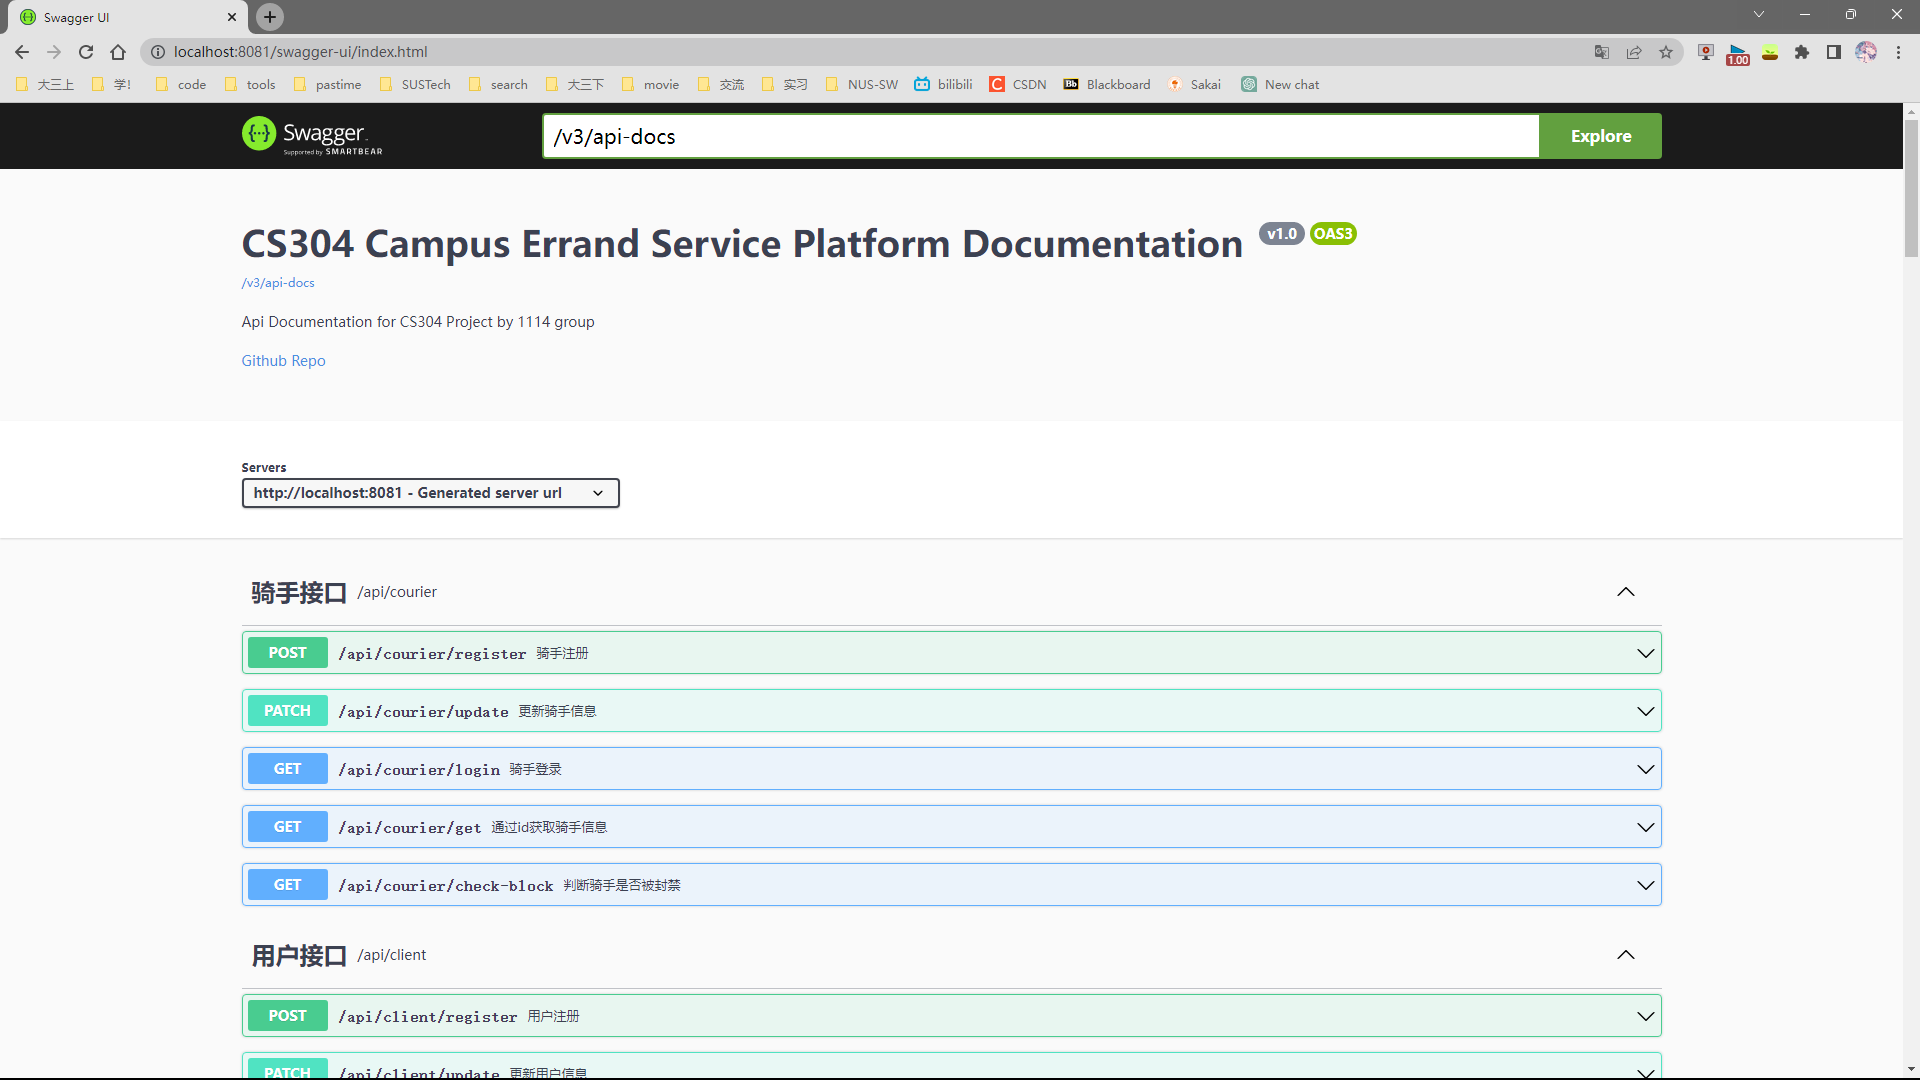 Swagger UI
localhost:8081/swagger-ui/index.html
1.00
大三上 学! code tools pastime SUSTech search 大三下 movie 交流 实习 NUS-SW bilibili CSDN Blackboard Sakai New chat
Swagger
Supported by SMARTBEAR
/v3/api-docs
Explore
CS304 Campus Errand Service Platform Documentation v1.0 OAS3
/v3/api-docs
Api Documentation for CS304 Project by 1114 group
Github Repo
Servers
http://localhost:8081 - Generated server url
骑手接口 /api/courier
POST /api/courier/register 骑手注册
PATCH /api/courier/update 更新骑手信息
GET /api/courier/login 骑手登录
GET /api/courier/get 通过id获取骑手信息
GET /api/courier/check-block 判断骑手是否被封禁
用户接口 /api/client
POST /api/client/register 用户注册
PATCH /api/client/update 更新用户信息